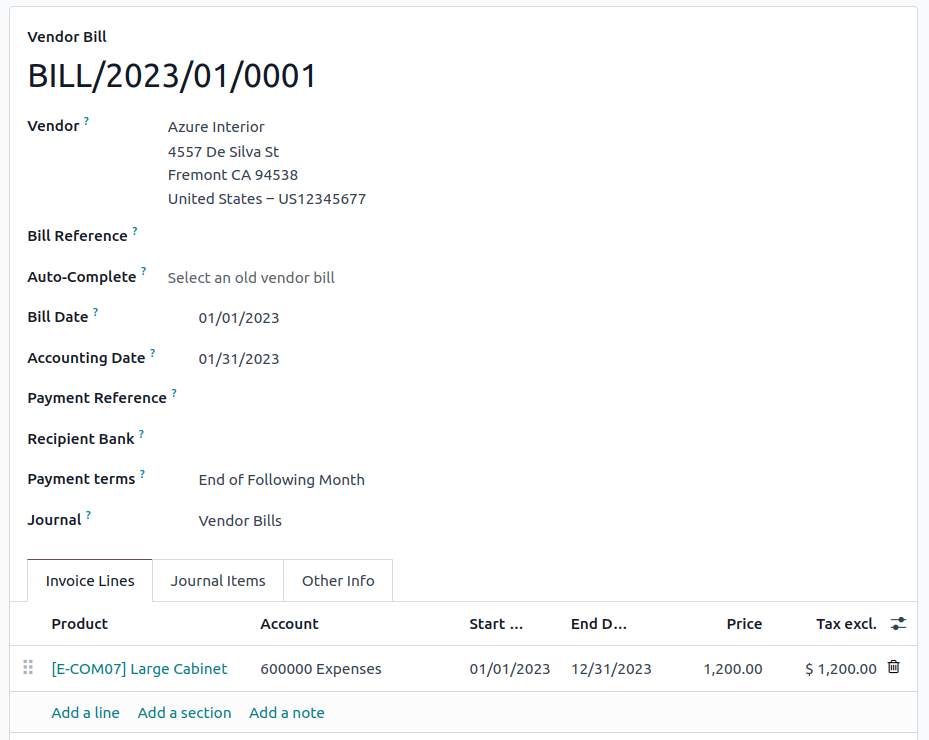 Vendor Bill
BILL/2023/01/0001
Vendor ? Azure Interior
4557 De Silva St
Fremont CA 94538
United States – US12345677
Bill Reference ?
Auto-Complete ? Select an old vendor bill
Bill Date ? 01/01/2023
Accounting Date ? 01/31/2023
Payment Reference ?
Recipient Bank ?
Payment terms ? End of Following Month
Journal ? Vendor Bills
Invoice Lines Journal Items Other Info
Product Account Start ... End D... Price Tax excl.
[E-COM07] Large Cabinet 600000 Expenses 01/01/2023 12/31/2023 1,200.00 $ 1,200.00
Add a line Add a section Add a note